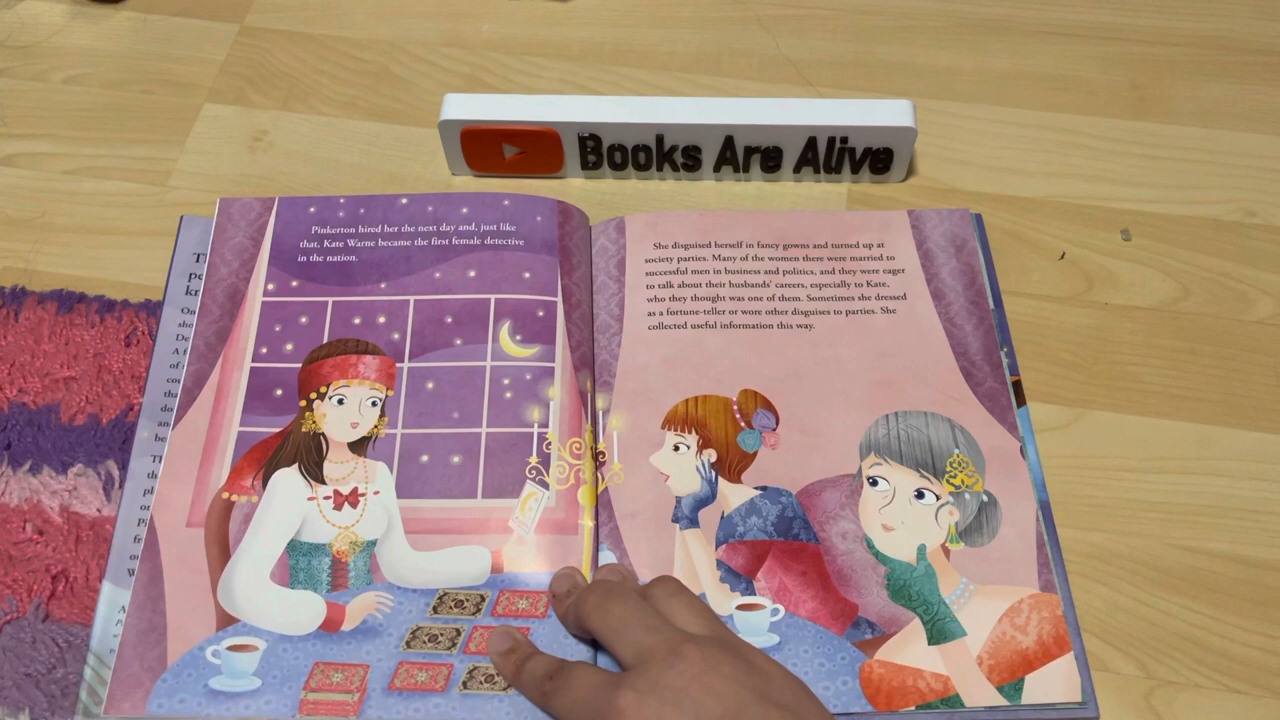 Books Are Alive
Pinkerton hired her the next day and, just like
that, Kate Warne became the first female detective
in the nation.
She disguised herself in fancy gowns and turned up at
society parties. Many of the women there were married to
successful men in business and politics, and they were eager
to talk about their husbands' careers, especially to Kate,
who they thought was one of them. Sometimes she dressed
as a fortune-teller or wore other disguises to parties. She
collected useful information this way.